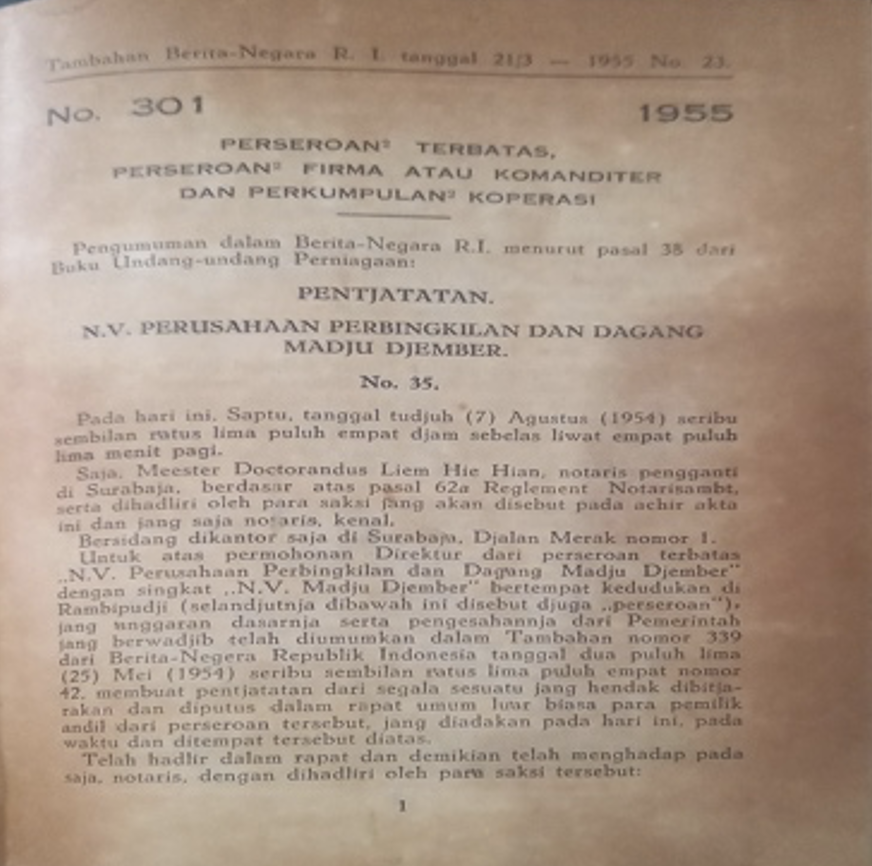 Tambahan Berita-Negara R. I. tanggal 21/3 — 1955 No. 23.
No. 301 1955
PERSEROAN² TERBATAS,
PERSEROAN² FIRMA ATAU KOMANDITER
DAN PERKUMPULAN² KOPERASI
Pengumuman dalam Berita-Negara R.I. menurut pasal 38 dari
Buku Undang-undang Perniagaan:
PENTJATATAN.
N.V. PERUSAHAAN PERBINGKILAN DAN DAGANG
MADJU DJEMBER.
No. 35.
Pada hari ini, Saptu, tanggal tudjuh (7) Agustus (1954) seribu
sembilan ratus lima puluh empat djam sebelas liwat empat puluh
lima menit pagi.
Saja, Meester Doctorandus Liem Hie Hian, notaris pengganti
di Surabaja, berdasar atas pasal 62a Reglement Notarisambt,
serta dihadliri oleh para saksi jang akan disebut pada achir akta
ini dan jang saja notaris, kenal.
Bersidang dikantor saja di Surabaja, Djalan Merak nomor 1.
Untuk atas permohonan Direktur dari perseroan terbatas
„N.V. Perusahaan Perbingkilan dan Dagang Madju Djember"
dengan singkat „N.V. Madju Djember" bertempat kedudukan di
Rambipudji (selandjutnja dibawah ini disebut djuga „perseroan"),
jang anggaran dasarnja serta pengesahannja dari Pemerintah
jang berwadjib telah diumumkan dalam Tambahan nomor 339
dari Berita-Negera Republik Indonesia tanggal dua puluh lima
(25) Mei (1954) seribu sembilan ratus lima puluh empat nomor
42, membuat pentjatatan dari segala sesuatu jang hendak dibitja-
rakan dan diputus dalam rapat umum luar biasa para pemilik
andil dari perseroan tersebut, jang diadakan pada hari ini, pada
waktu dan ditempat tersebut diatas.
Telah hadlir dalam rapat dan demikian telah menghadap pada
saja, notaris, dengan dihadliri oleh para saksi tersebut:
1